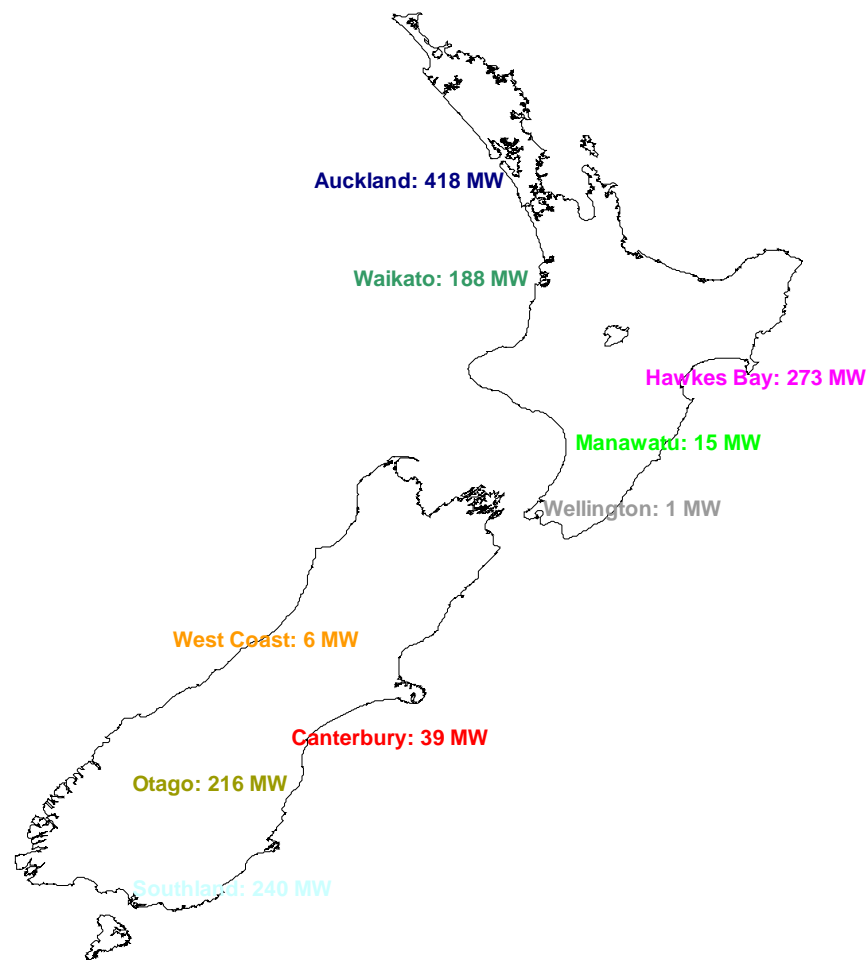 Auckland: 418 MW
Waikato: 188 MW
Hawkes Bay: 273 MW
Manawatu: 15 MW
Wellington: 1 MW
West Coast: 6 MW
Canterbury: 39 MW
Otago: 216 MW
Southland: 240 MW